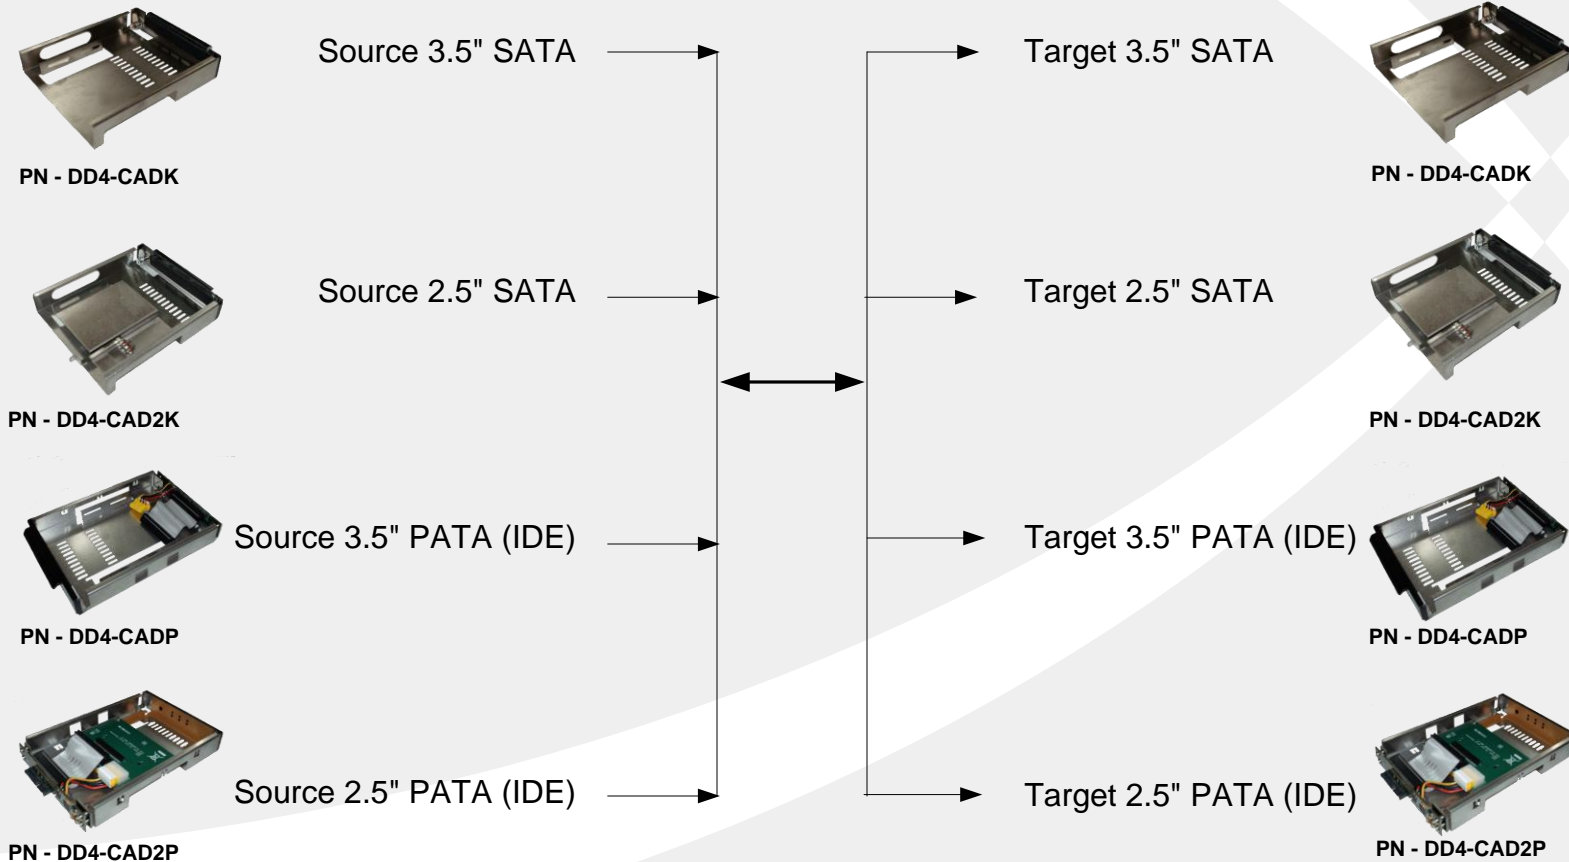 Source 3.5" SATA
Target 3.5" SATA
PN - DD4-CADK
PN - DD4-CADK
Source 2.5" SATA
Target 2.5" SATA
PN - DD4-CAD2K
PN - DD4-CAD2K
Source 3.5" PATA (IDE)
Target 3.5" PATA (IDE)
PN - DD4-CADP
PN - DD4-CADP
Source 2.5" PATA (IDE)
Target 2.5" PATA (IDE)
PN - DD4-CAD2P
PN - DD4-CAD2P